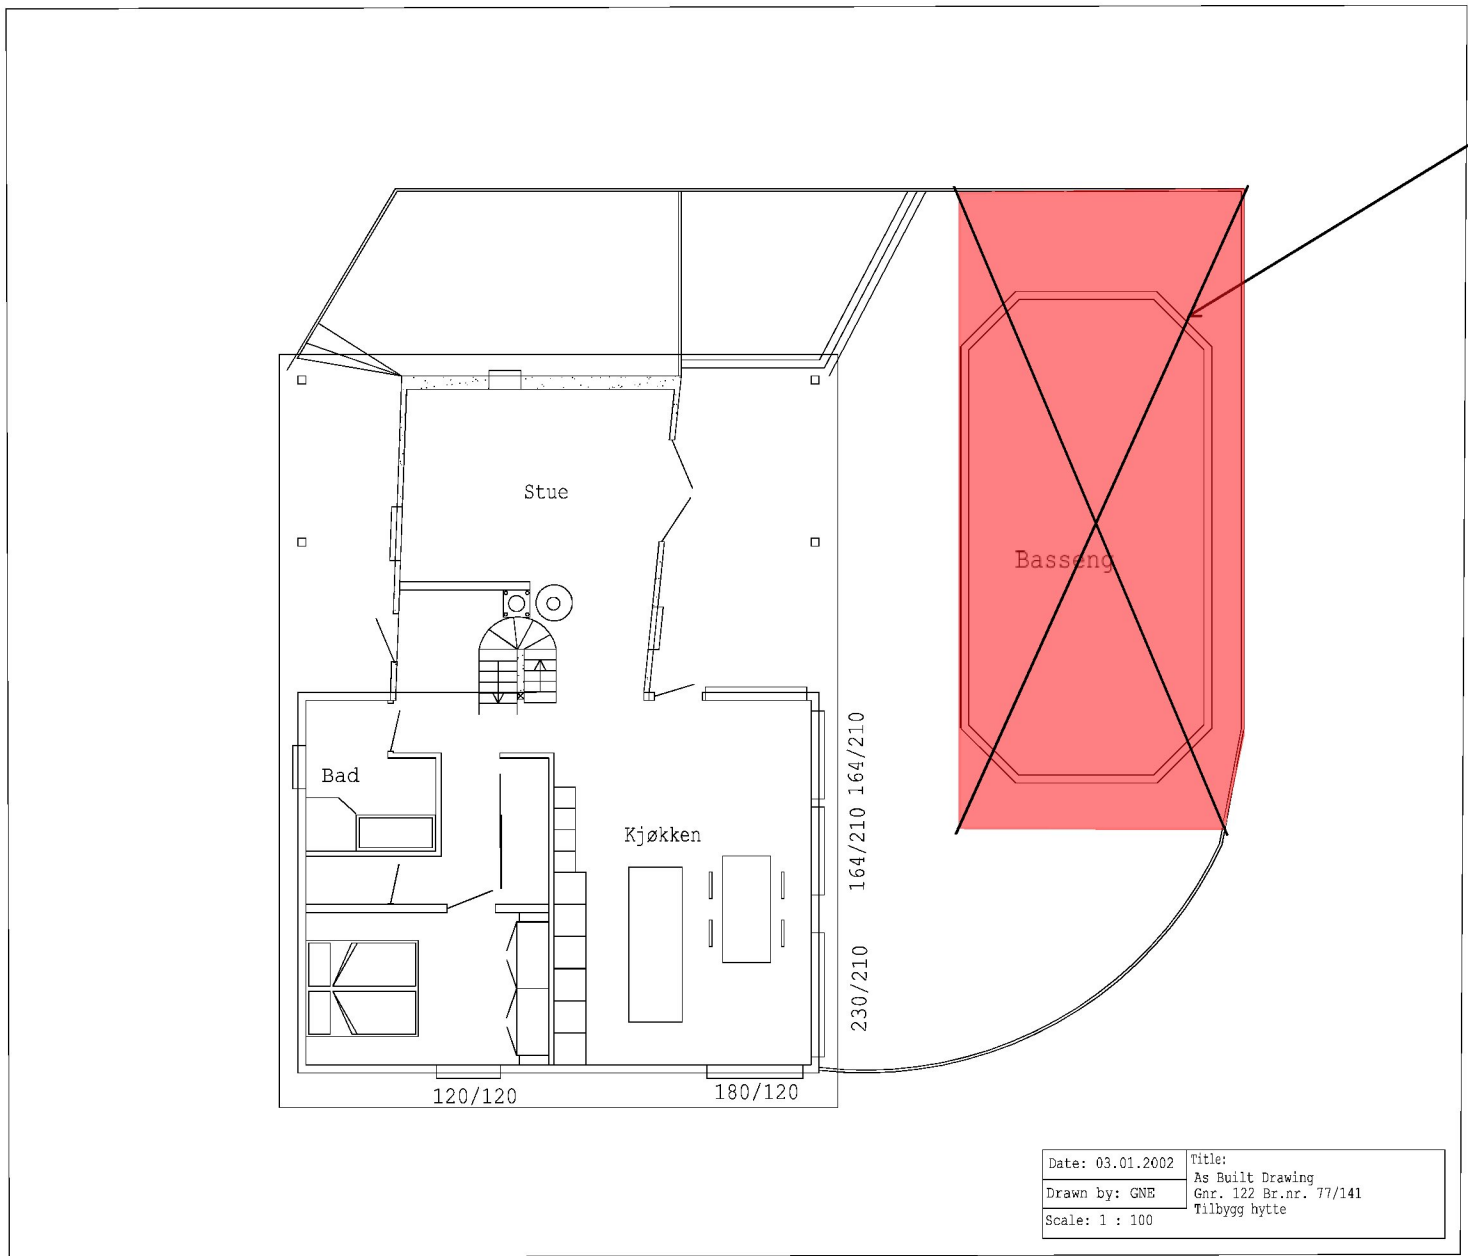 Stue
Basseng
Bad
Kjøkken
164/210 164/210
230/210
120/120
180/120
Date: 03.01.2002
Drawn by: GNE
Scale: 1 : 100
Title:
As Built Drawing
Gnr. 122 Br.nr. 77/141
Tilbygg hytte